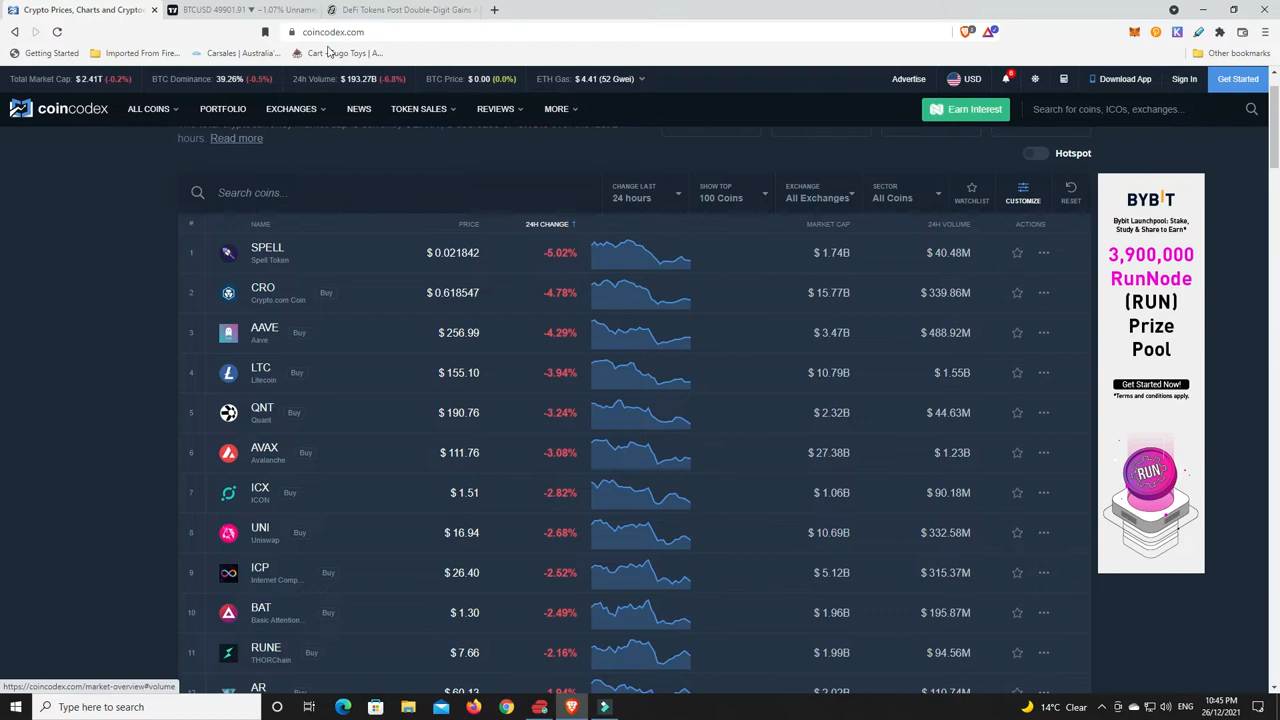 Crypto Prices, Charts and Cryptoc
BTCUSD 49901.91 ▼ −1.07% Unname
DeFi Tokens Post Double-Digit Gains
coincodex.com
Getting Started
Imported From Fire...
Carsales | Australia'...
Other bookmarks
Total Market Cap: $ 2.41T (-0.2%)
BTC Dominance: 39.26% (-0.5%)
24h Volume: $ 193.27B (-6.8%)
BTC Price: $ 0.00 (0.0%)
ETH Gas: $ 4.41 (52 Gwei)
Advertise
USD
6
Download App
Sign In
Get Started
coincodex
ALL COINS
PORTFOLIO
EXCHANGES
NEWS
TOKEN SALES
REVIEWS
MORE
Earn Interest
Search for coins, ICOs, exchanges...
hours. Read more
Hotspot
Search coins...
CHANGE LAST
24 hours
SHOW TOP
100 Coins
EXCHANGE
All Exchanges
SECTOR
All Coins
WATCHLIST
CUSTOMIZE
RESET
# NAME PRICE 24H CHANGE ↑ MARKET CAP 24H VOLUME ACTIONS
1 SPELL $ 0.021842 -5.02% $ 1.74B $ 40.48M
Spell Token
2 CRO Buy $ 0.618547 -4.78% $ 15.77B $ 339.86M
Crypto.com Coin
3 AAVE Buy $ 256.99 -4.29% $ 3.47B $ 488.92M
Aave
4 LTC Buy $ 155.10 -3.94% $ 10.79B $ 1.55B
Litecoin
5 QNT Buy $ 190.76 -3.24% $ 2.32B $ 44.63M
Quant
6 AVAX Buy $ 111.76 -3.08% $ 27.38B $ 1.23B
Avalanche
7 ICX Buy $ 1.51 -2.82% $ 1.06B $ 90.18M
ICON
8 UNI Buy $ 16.94 -2.68% $ 10.69B $ 332.58M
Uniswap
9 ICP Buy $ 26.40 -2.52% $ 5.12B $ 315.37M
Internet Comp...
10 BAT Buy $ 1.30 -2.49% $ 1.96B $ 195.87M
Basic Attention...
11 RUNE Buy $ 7.66 -2.16% $ 1.99B $ 94.56M
THORChain
AR
BYBIT
Bybit Launchpool: Stake,
Study & Share to Earn*
3,900,000
RunNode
(RUN)
Prize
Pool
Get Started Now!
*Terms and conditions apply.
RUN
https://coincodex.com/market-overview#volume
Type here to search
14°C Clear
ENG
10:45 PM
26/12/2021